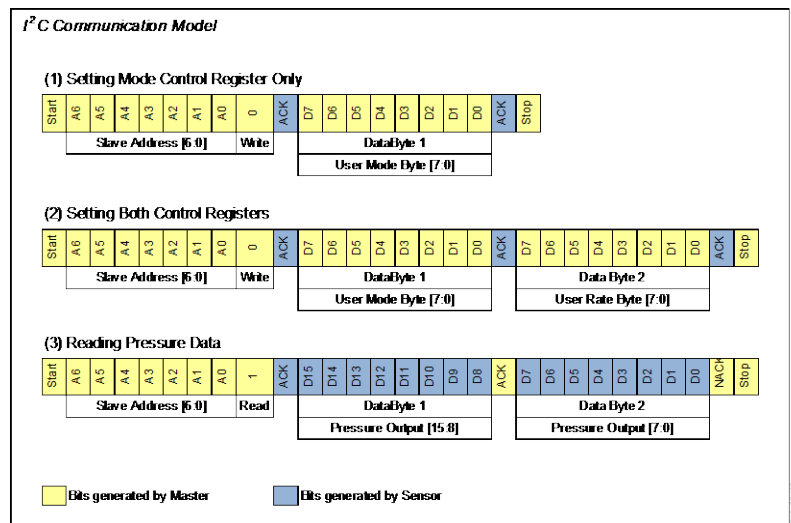 I²C Communication Model
(1) Setting Mode Control Register Only
Start A6 A5 A4 A3 A2 A1 A0 0 ACK D7 D6 D5 D4 D3 D2 D1 D0 ACK Stop
Slave Address [6:0] Write DataByte 1
User Mode Byte [7:0]
(2) Setting Both Control Registers
Start A6 A5 A4 A3 A2 A1 A0 0 ACK D7 D6 D5 D4 D3 D2 D1 D0 ACK D7 D6 D5 D4 D3 D2 D1 D0 ACK Stop
Slave Address [6:0] Write DataByte 1 Data Byte 2
User Mode Byte [7:0] User Rate Byte [7:0]
(3) Reading Pressure Data
Start A6 A5 A4 A3 A2 A1 A0 1 ACK D15 D14 D13 D12 D11 D10 D9 D8 ACK D7 D6 D5 D4 D3 D2 D1 D0 NACK Stop
Slave Address [6:0] Read DataByte 1 Data Byte 2
Pressure Output [15:8] Pressure Output [7:0]
Bits generated by Master Bits generated by Sensor